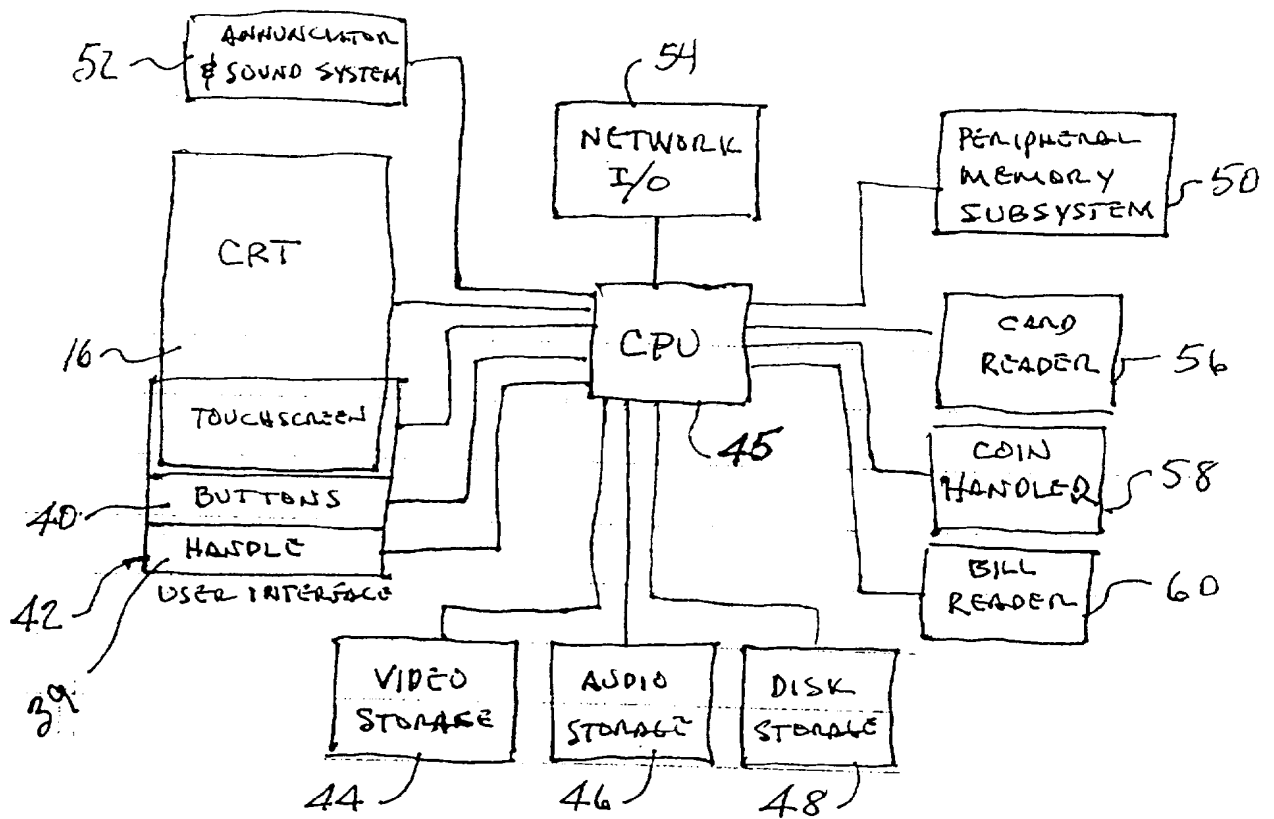 52
ANNUNCIATOR
& SOUND SYSTEM
54
NETWORK
I/O
PERIPHERAL
MEMORY
SUBSYSTEM
50
CRT
16
TOUCHSCREEN
CPU
45
CARD
READER
56
COIN
HANDLER
58
BUTTONS
40
HANDLE
42
USER INTERFACE
39
BILL
READER
60
VIDEO
STORAGE
44
AUDIO
STORAGE
46
DISK
STORAGE
48